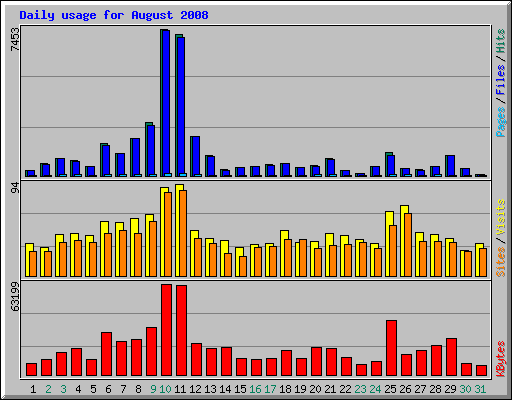 Daily usage for August 2008
7453
Pages / Files / Hits
94
Sites / Visits
63199
KBytes
1 2 3 4 5 6 7 8 9 10 11 12 13 14 15 16 17 18 19 20 21 22 23 24 25 26 27 28 29 30 31